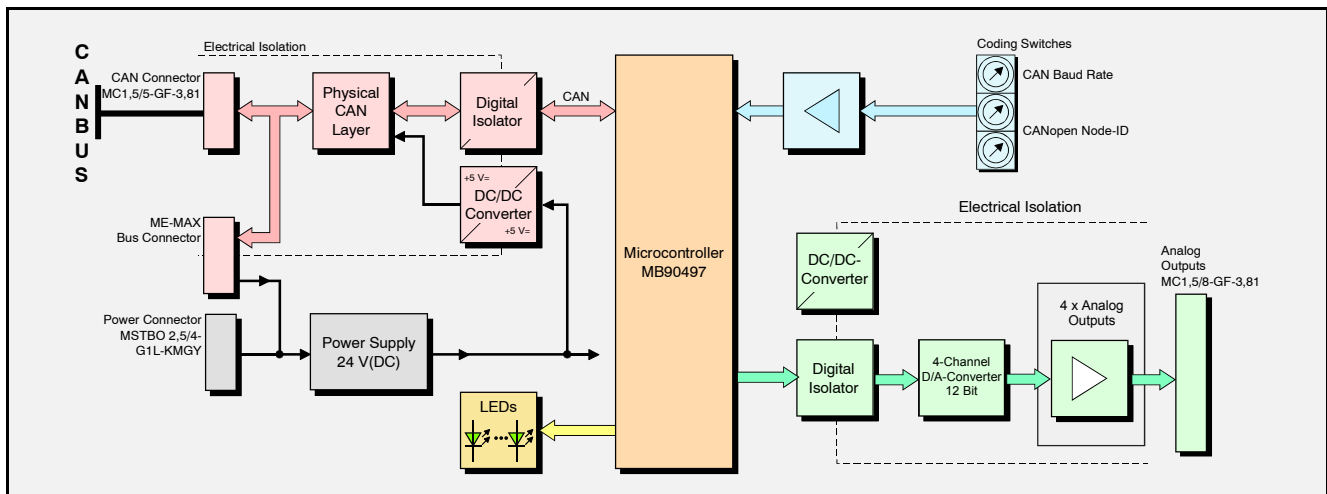 CANBUS
Electrical Isolation
CAN Connector
MC1,5/5-GF-3,81
Physical
CAN
Layer
Digital
Isolator
CAN
+5 V=
DC/DC
Converter
+5 V=
ME-MAX
Bus Connector
Power Connector
MSTBO 2,5/4-
G1L-KMGY
Power Supply
24 V(DC)
LEDs
Microcontroller
MB90497
Coding Switches
CAN Baud Rate
CANopen Node-ID
Electrical Isolation
DC/DC-
Converter
Digital
Isolator
4-Channel
D/A-Converter
12 Bit
4 x Analog
Outputs
Analog
Outputs
MC1,5/8-GF-3,81